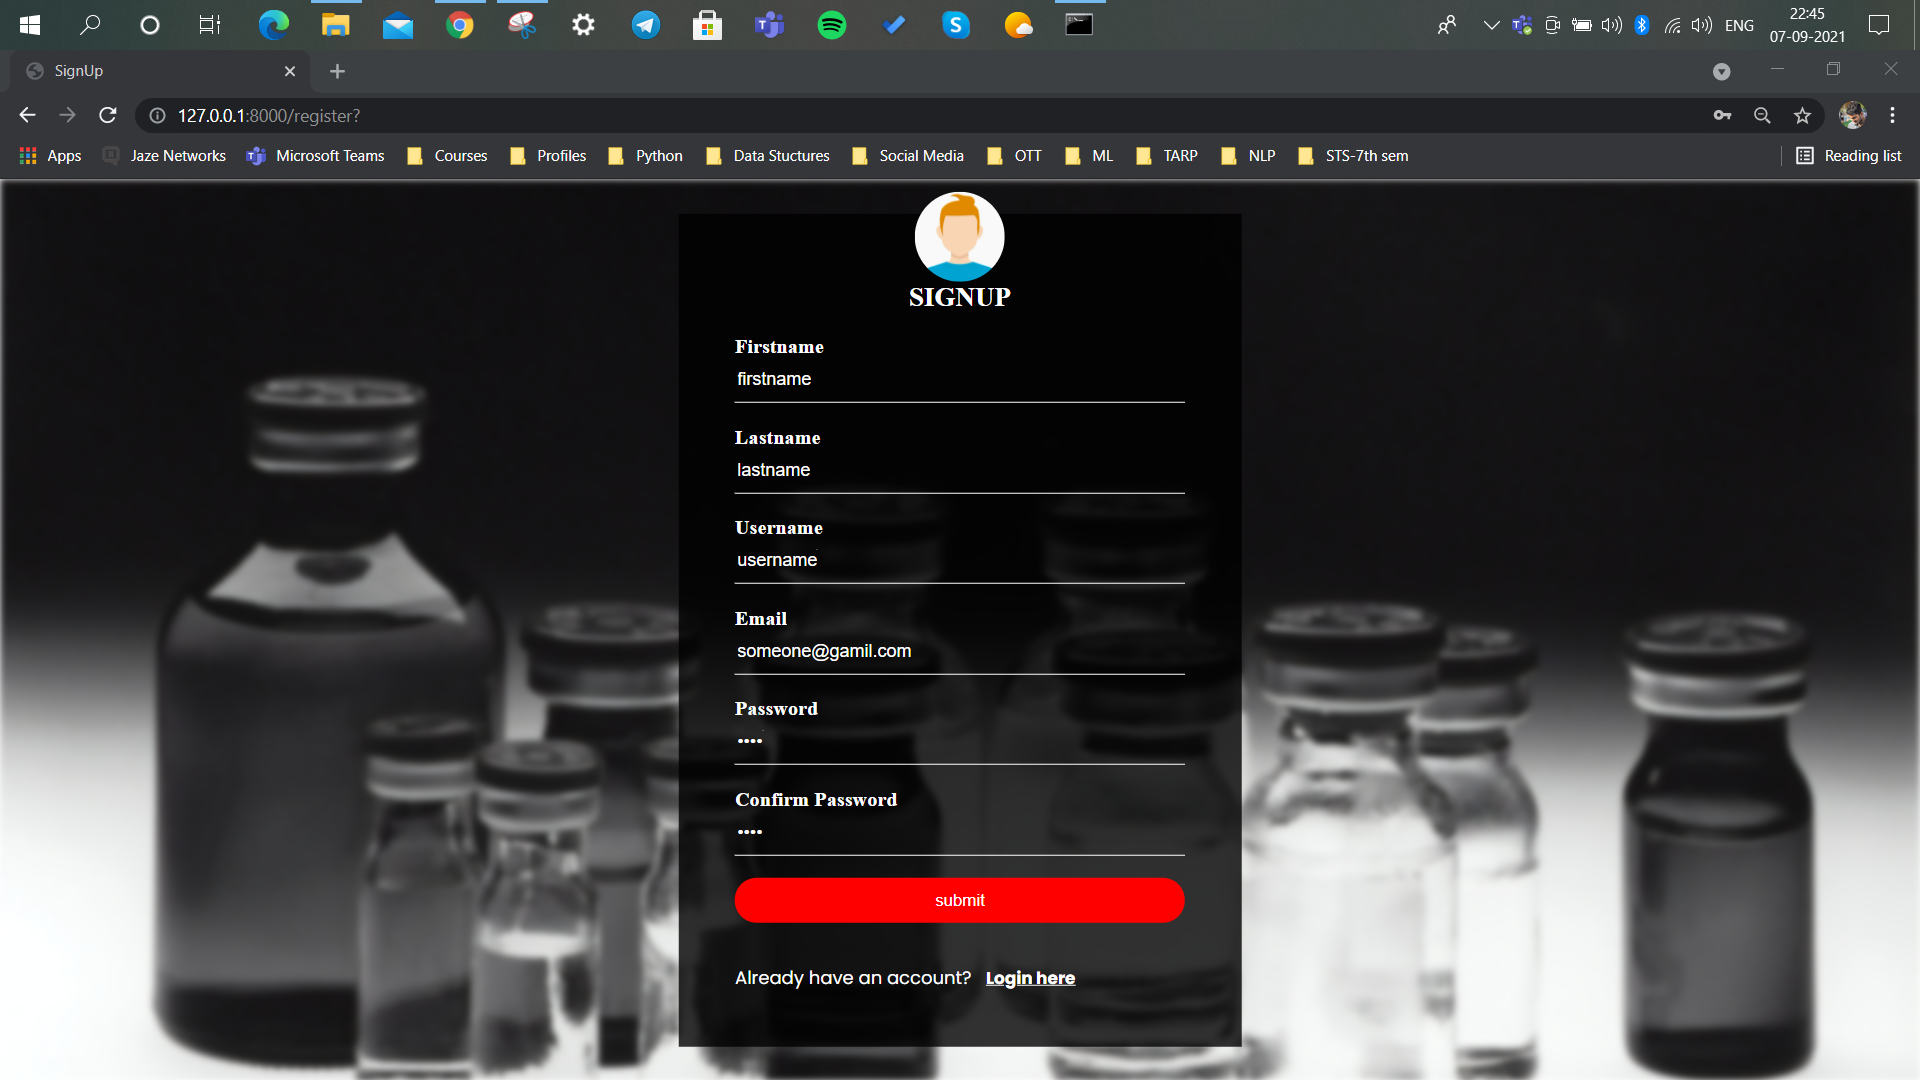 ENG
22:45
07-09-2021
SignUp
127.0.0.1:8000/register?
Apps
Jaze Networks
Microsoft Teams
Courses
Profiles
Python
Data Stuctures
Social Media
OTT
ML
TARP
NLP
STS-7th sem
Reading list
SIGNUP
Firstname
firstname
Lastname
lastname
Username
username
Email
someone@gamil.com
Password
••••
Confirm Password
••••
submit
Already have an account? Login here